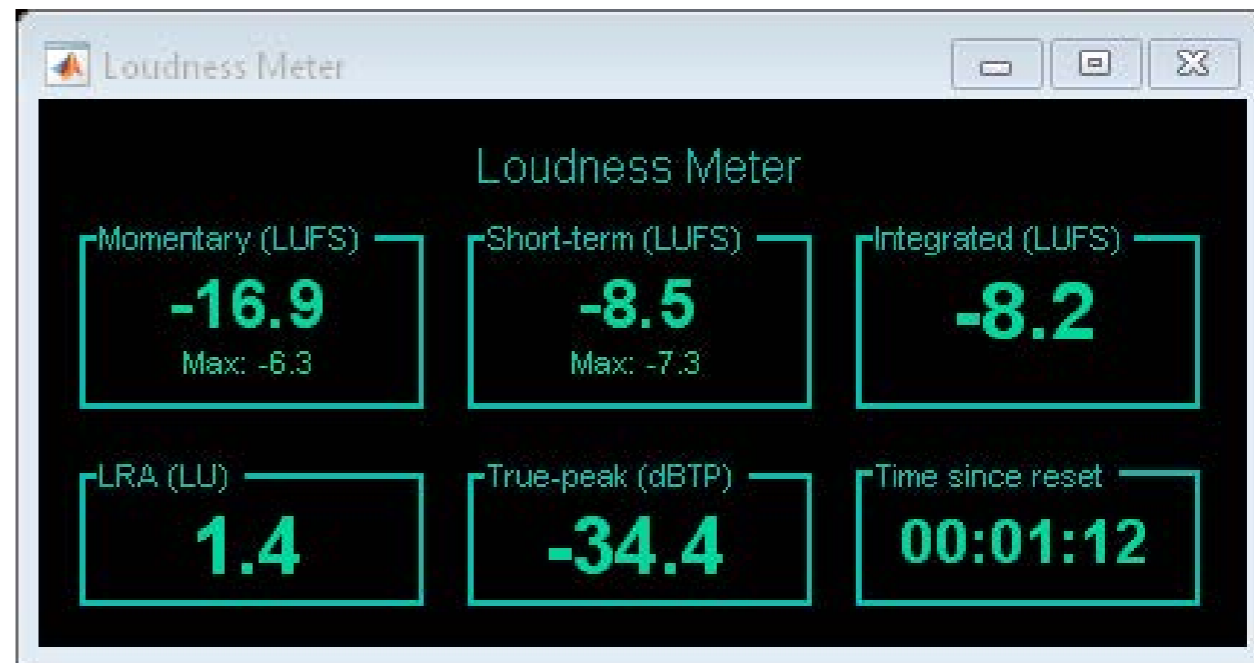 Loudness Meter
Loudness Meter
Momentary (LUFS)
-16.9
Max: -6.3
Short-term (LUFS)
-8.5
Max: -7.3
Integrated (LUFS)
-8.2
LRA (LU)
1.4
True-peak (dBTP)
-34.4
Time since reset
00:01:12